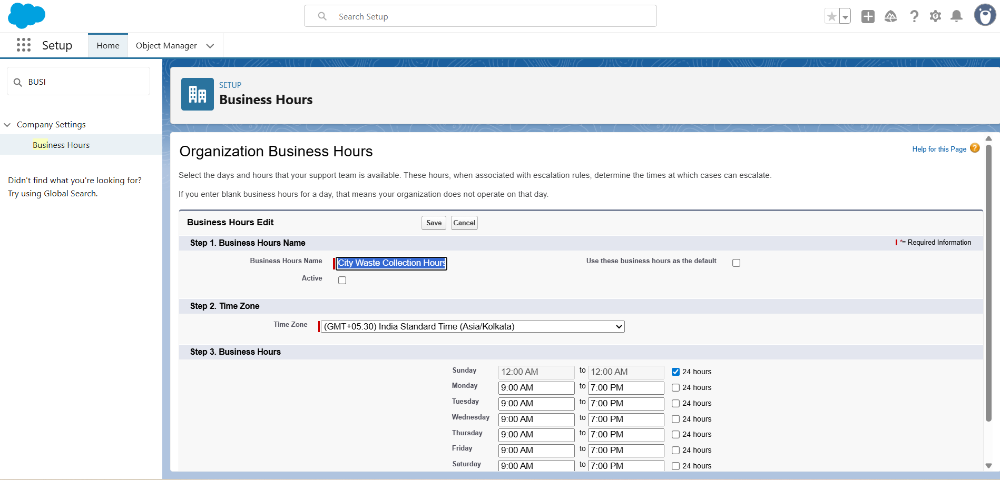 Search Setup
Setup
Home
Object Manager
BUSI
Company Settings
Business Hours
Didn't find what you're looking for?
Try using Global Search.
SETUP
Business Hours
Organization Business Hours
Help for this Page ?
Select the days and hours that your support team is available. These hours, when associated with escalation rules, determine the times at which cases can escalate.
If you enter blank business hours for a day, that means your organization does not operate on that day.
Business Hours Edit
Save
Cancel
Step 1. Business Hours Name
*= Required Information
Business Hours Name
City Waste Collection Hours
Use these business hours as the default
Active
Step 2. Time Zone
Time Zone
(GMT+05:30) India Standard Time (Asia/Kolkata)
Step 3. Business Hours
Sunday 12:00 AM to 12:00 AM 24 hours
Monday 9:00 AM to 7:00 PM 24 hours
Tuesday 9:00 AM to 7:00 PM 24 hours
Wednesday 9:00 AM to 7:00 PM 24 hours
Thursday 9:00 AM to 7:00 PM 24 hours
Friday 9:00 AM to 7:00 PM 24 hours
Saturday 9:00 AM to 7:00 PM 24 hours